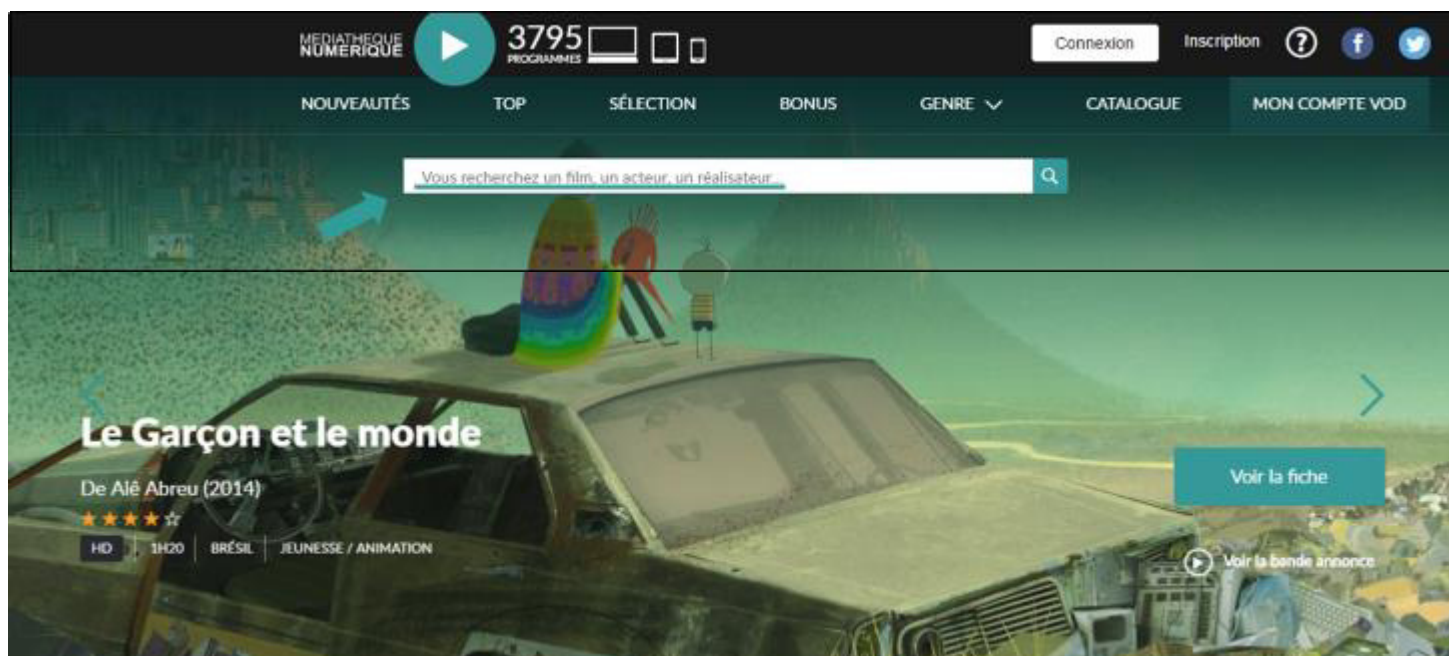 MEDIATHEQUE
NUMERIQUE
3795
PROGRAMMES
Connexion
Inscription
?
f
NOUVEAUTÉS TOP SÉLECTION BONUS GENRE CATALOGUE MON COMPTE VOD
Vous recherchez un film, un acteur, un réalisateur...
Le Garçon et le monde
De Alê Abreu (2014)
HD 1H20 BRÉSIL JEUNESSE / ANIMATION
Voir la fiche
Voir la bande annonce